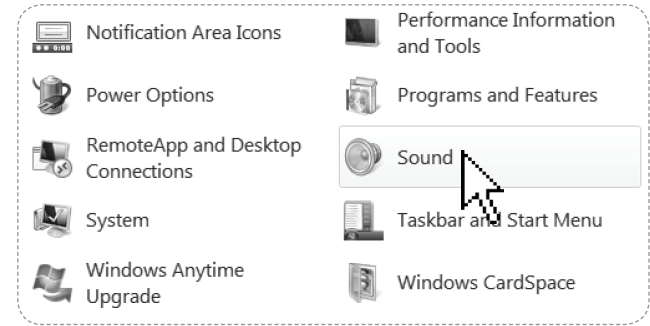 Notification Area Icons
Performance Information
and Tools
Power Options
Programs and Features
RemoteApp and Desktop
Connections
Sound
System
Taskbar and Start Menu
Windows Anytime
Upgrade
Windows CardSpace